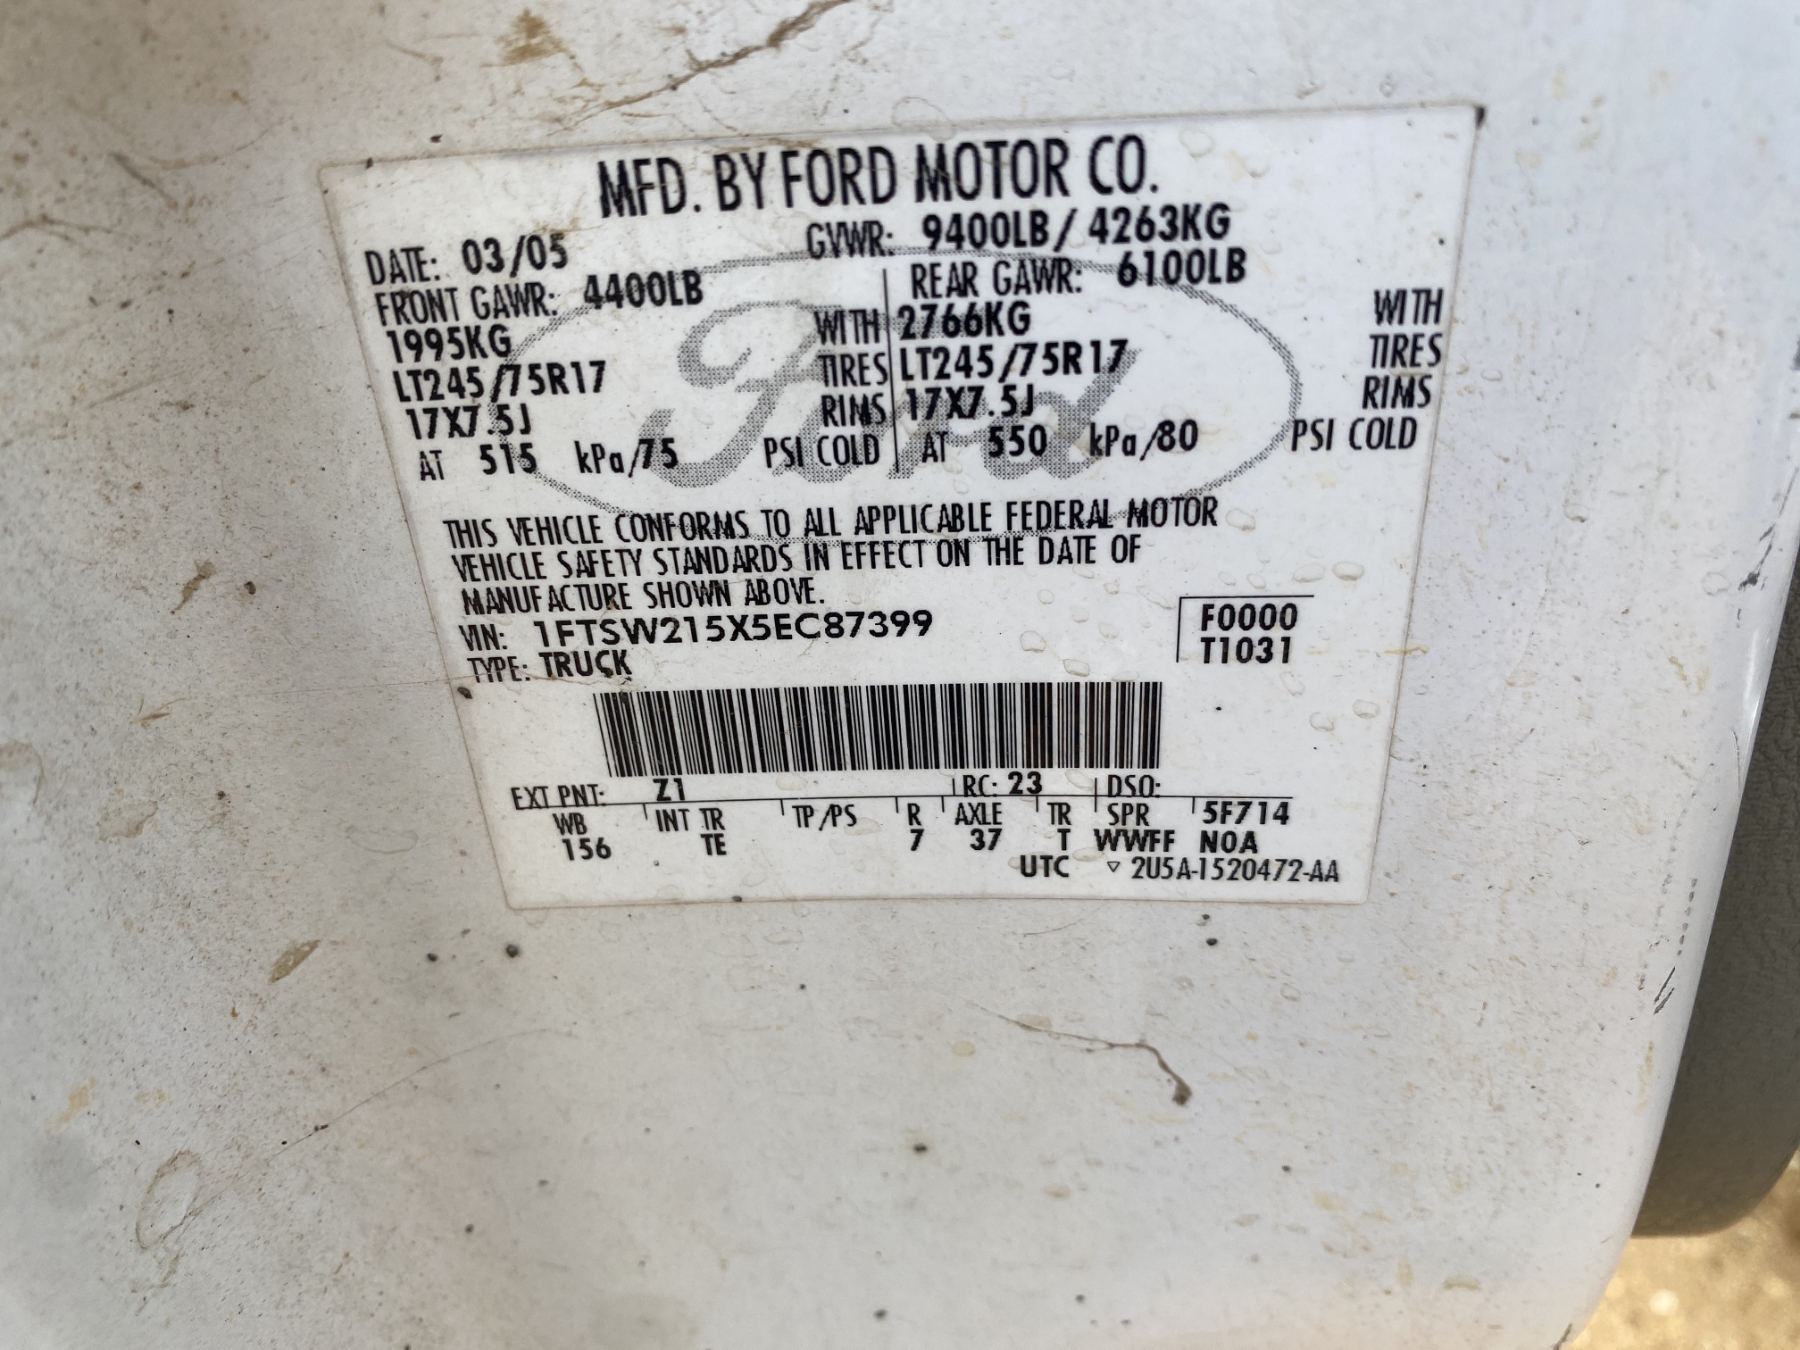 MFD. BY FORD MOTOR CO.
DATE: 03/05 GVWR: 9400LB / 4263KG
FRONT GAWR: 4400LB REAR GAWR: 6100LB
1995KG WITH 2766KG WITH
LT245/75R17 TIRES LT245/75R17 TIRES
17X7.5J RIMS 17X7.5J RIMS
AT 515 kPa/75 PSI COLD AT 550 kPa/80 PSI COLD
Ford
THIS VEHICLE CONFORMS TO ALL APPLICABLE FEDERAL MOTOR
VEHICLE SAFETY STANDARDS IN EFFECT ON THE DATE OF
MANUFACTURE SHOWN ABOVE.
VIN: 1FTSW215X5EC87399 F0000
TYPE: TRUCK T1031
EXT PNT: Z1 RC: 23 DSO:
WB INT TR TP/PS R AXLE TR SPR 5F714
156 TE 7 37 T WWFF N0A
UTC ▽ 2U5A-1520472-AA